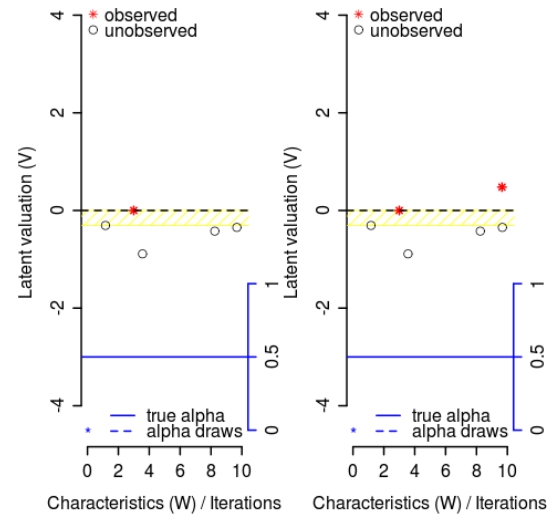 4
2
0
-2
-4
Latent valuation (V)
observed
unobserved
1
0.5
0
true alpha
alpha draws
0 2 4 6 8 10
Characteristics (W) / Iterations
4
2
0
-2
-4
Latent valuation (V)
observed
unobserved
1
0.5
0
true alpha
alpha draws
0 2 4 6 8 10
Characteristics (W) / Iterations